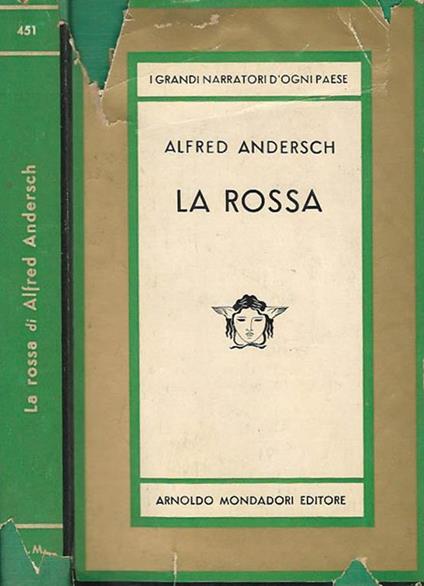 451
La rossa di Alfred Andersch
I GRANDI NARRATORI D'OGNI PAESE
ALFRED ANDERSCH
LA ROSSA
ARNOLDO MONDADORI EDITORE